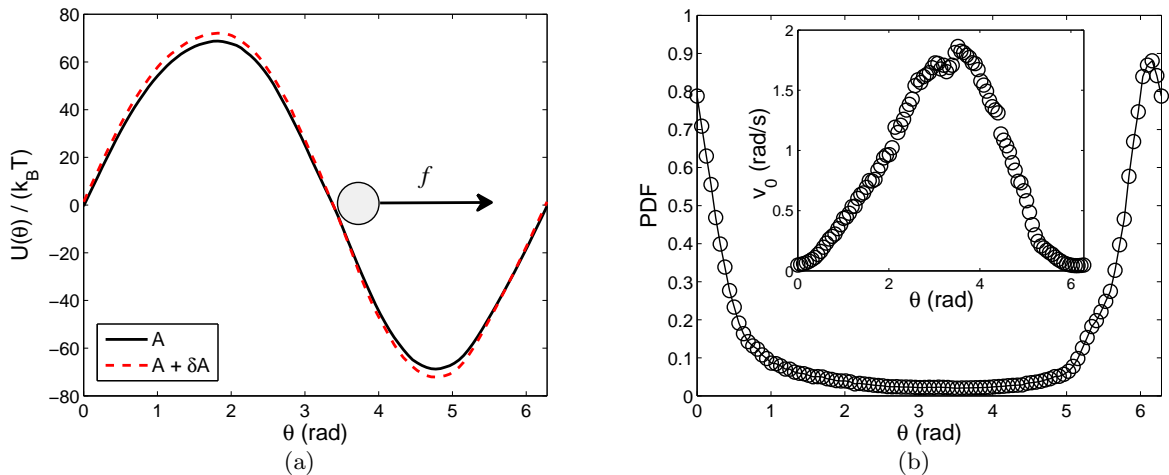 80
60
40
20
0
−20
−40
−60
−80
U(θ) / (k_B T)
f
A
A + δA
0 1 2 3 4 5 6
θ (rad)
(a)
1
0.9
0.8
0.7
0.6
0.5
0.4
0.3
0.2
0.1
0
PDF
2
1.5
1
0.5
0
v_0 (rad/s)
0 2 4 6
θ (rad)
0 1 2 3 4 5 6
θ (rad)
(b)